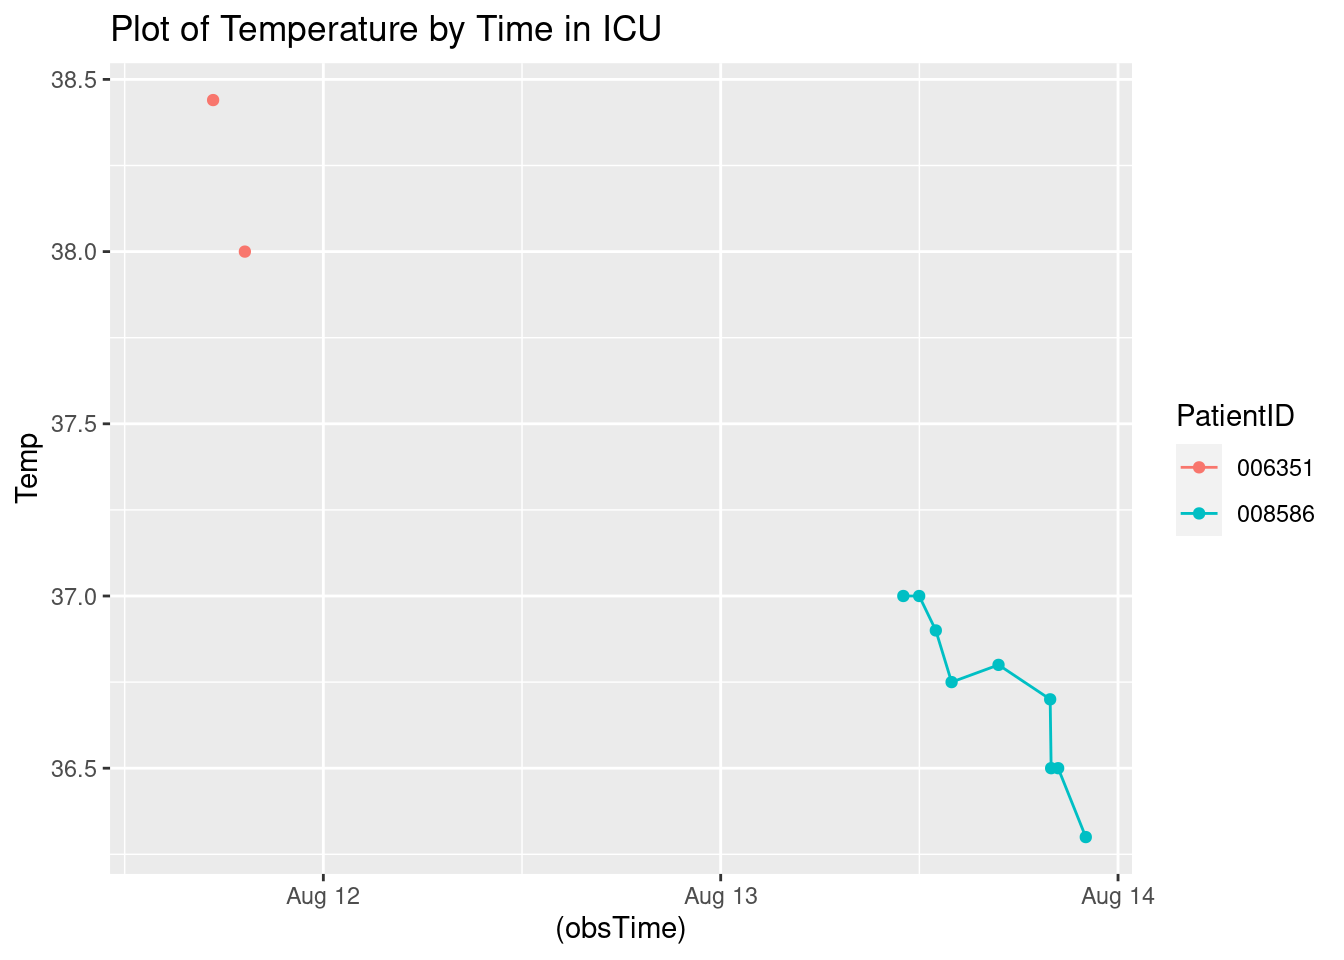 Plot of Temperature by Time in ICU
38.5
38.0
37.5
37.0
36.5
Temp
Aug 12
Aug 13
Aug 14
(obsTime)
PatientID
006351
008586